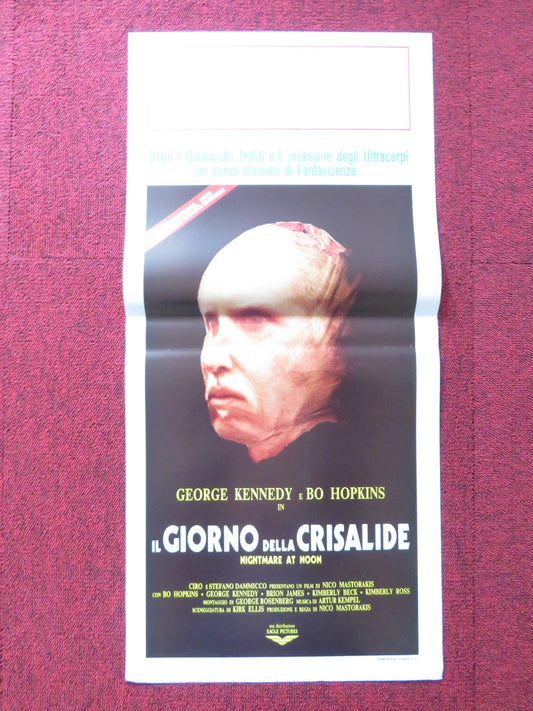 Dopo il Giorno dei Trifidi e L'invasione degli Ultracorpi
un nuovo classico di Fantascienza...
GEORGE KENNEDY E BO HOPKINS
IN
IL GIORNO DELLA CRISALIDE
NIGHTMARE AT NOON
CIRO E STEFANO DAMMICCO PRESENTANO UN FILM DI NICO MASTORAKIS
CON BO HOPKINS • GEORGE KENNEDY • BRION JAMES • KIMBERLY BECK • KIMBERLY ROSS
MONTAGGIO DI GEORGE ROSENBERG MUSICA DI ARTUR KEMPEL
SCENEGGIATURA DI KIRK ELLIS PRODUZIONE E REGIA DI NICO MASTORAKIS
una distribuzione
EAGLE PICTURES